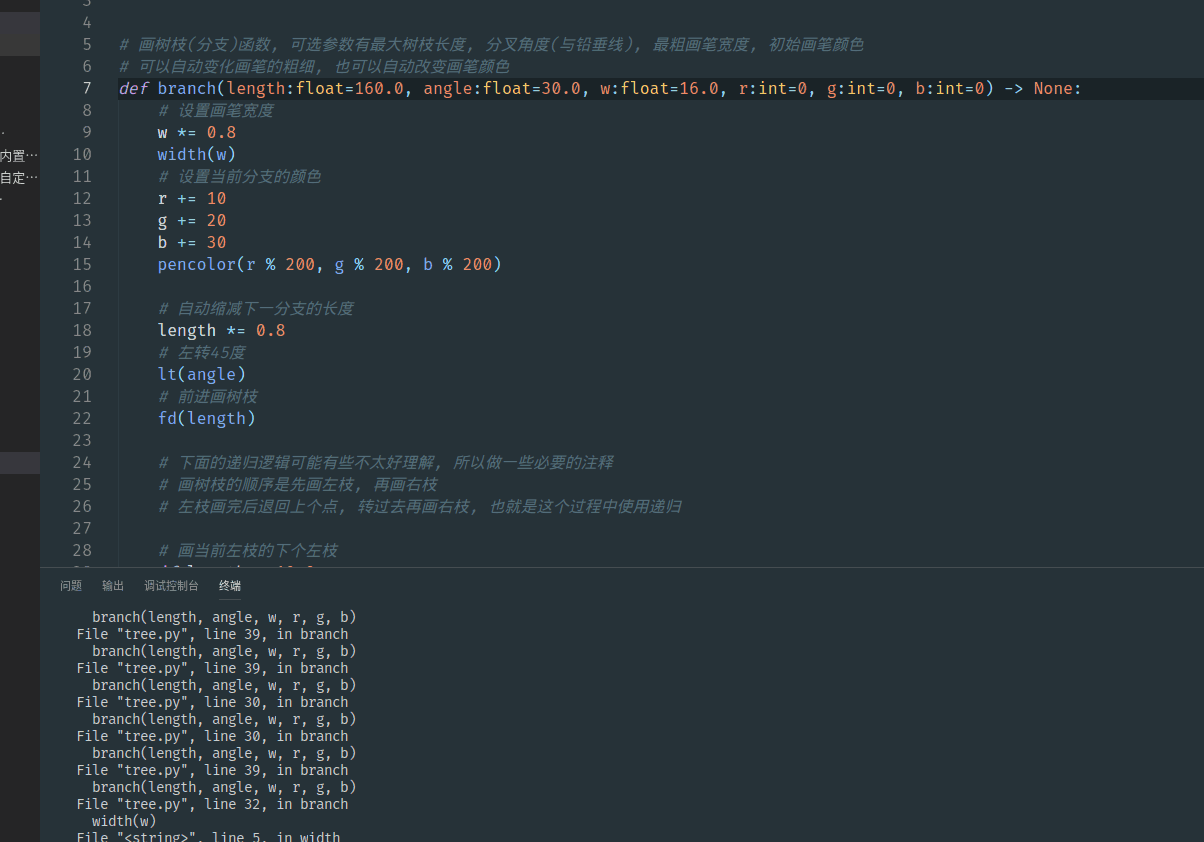 4
5 # 画树枝(分支)函数, 可选参数有最大树枝长度, 分叉角度(与铅垂线), 最粗画笔宽度, 初始画笔颜色
6 # 可以自动变化画笔的粗细, 也可以自动改变画笔颜色
7 def branch(length:float=160.0, angle:float=30.0, w:float=16.0, r:int=0, g:int=0, b:int=0) -> None:
8 # 设置画笔宽度
9 w *= 0.8
10 width(w)
11 # 设置当前分支的颜色
12 r += 10
13 g += 20
14 b += 30
15 pencolor(r % 200, g % 200, b % 200)
16
17 # 自动缩减下一分支的长度
18 length *= 0.8
19 # 左转45度
20 lt(angle)
21 # 前进画树枝
22 fd(length)
23
24 # 下面的递归逻辑可能有些不太好理解, 所以做一些必要的注释
25 # 画树枝的顺序是先画左枝, 再画右枝
26 # 左枝画完后退回上个点, 转过去再画右枝, 也就是这个过程中使用递归
27
28 # 画当前左枝的下个左枝
内置…
自定…
问题 输出 调试控制台 终端
branch(length, angle, w, r, g, b)
File "tree.py", line 39, in branch
branch(length, angle, w, r, g, b)
File "tree.py", line 39, in branch
branch(length, angle, w, r, g, b)
File "tree.py", line 30, in branch
branch(length, angle, w, r, g, b)
File "tree.py", line 30, in branch
branch(length, angle, w, r, g, b)
File "tree.py", line 39, in branch
branch(length, angle, w, r, g, b)
File "tree.py", line 32, in branch
width(w)
File "<string>", line 5, in width